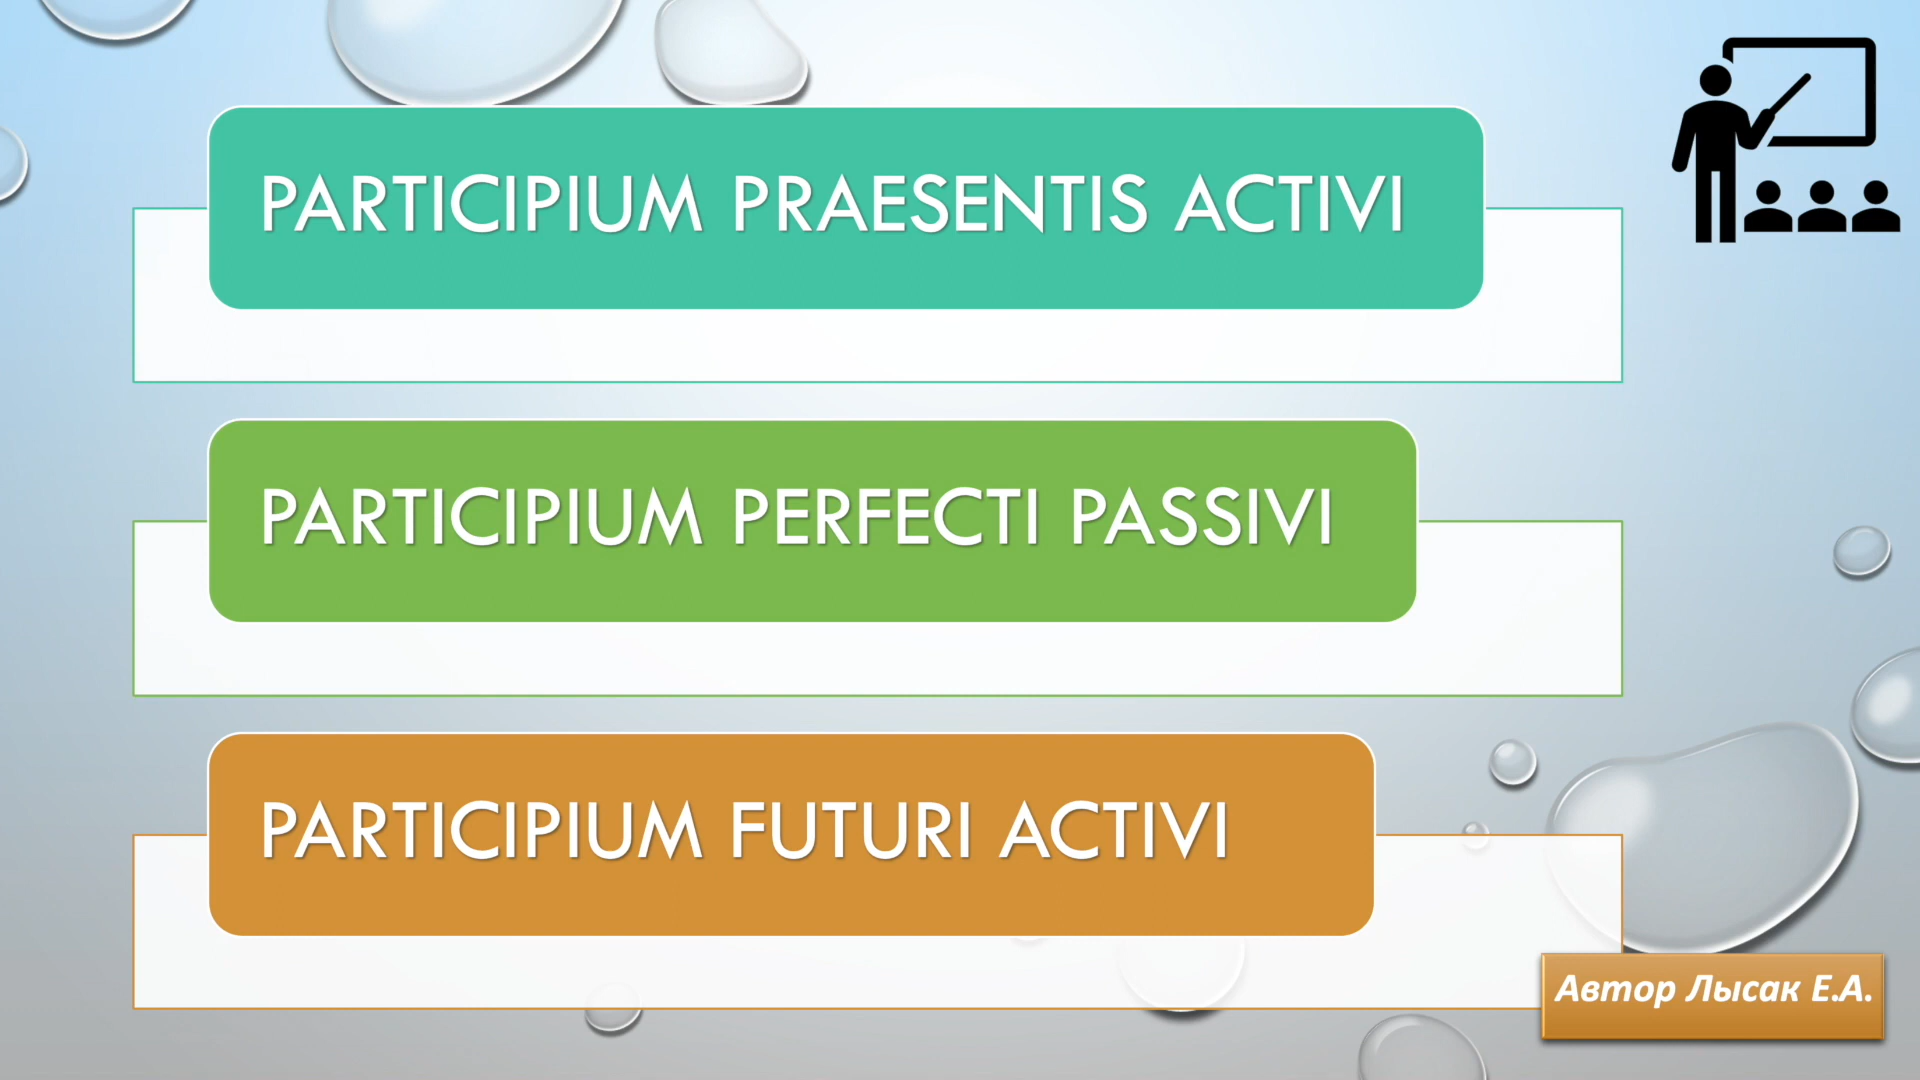 PARTICIPIUM PRAESENTIS ACTIVI
PARTICIPIUM PERFECTI PASSIVI
PARTICIPIUM FUTURI ACTIVI
Автор Лысак Е.А.